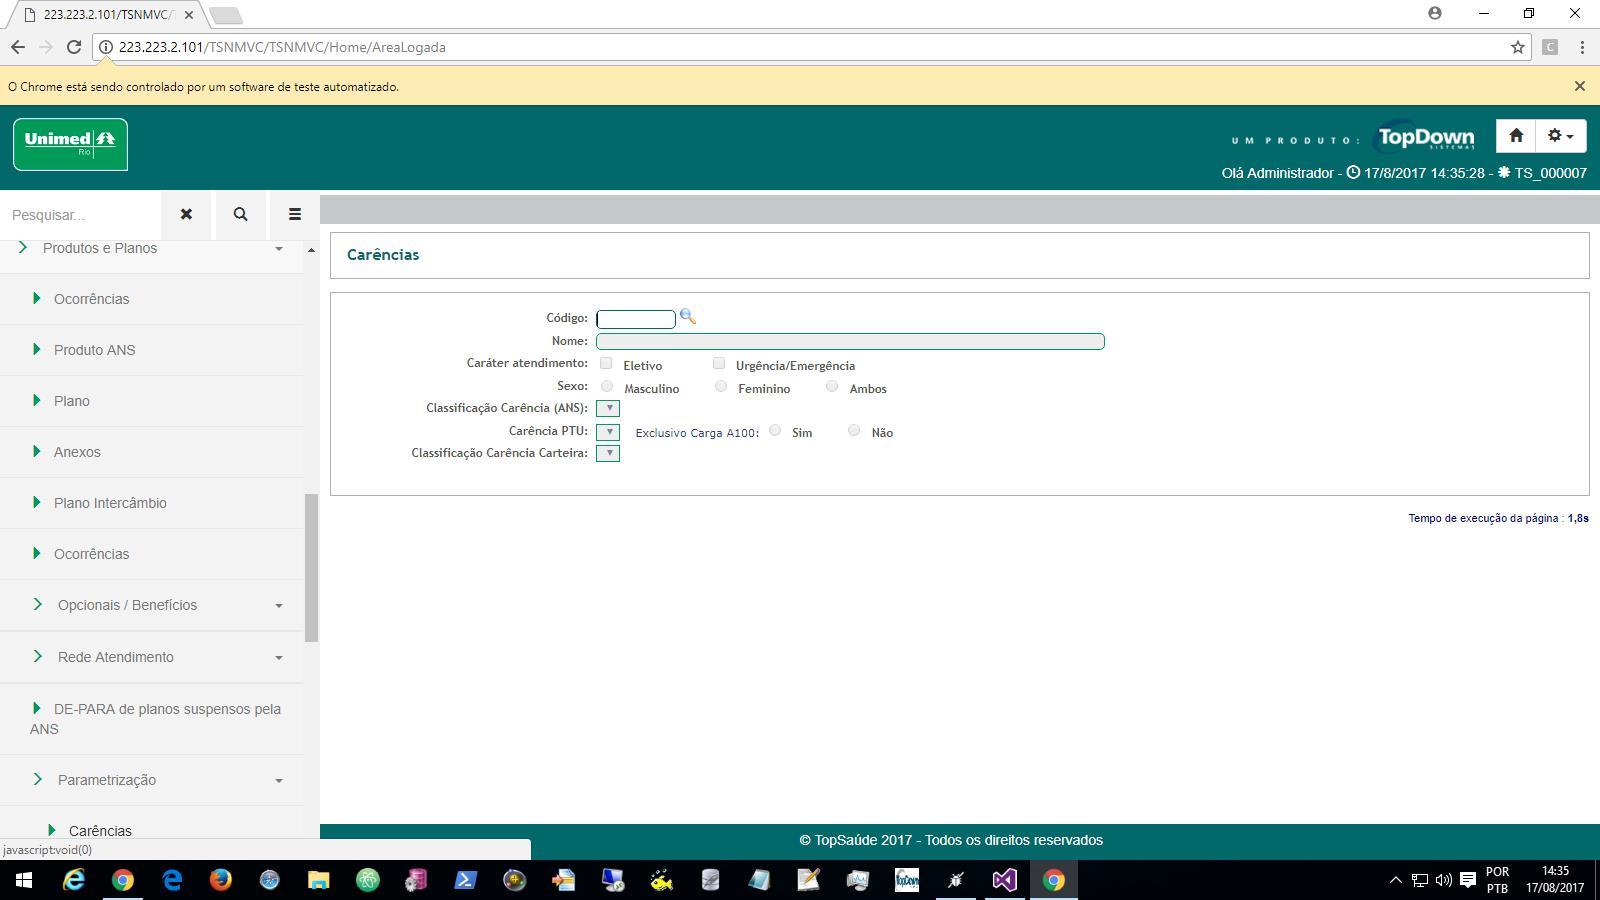 223.223.2.101/TSNMVC/T
223.223.2.101/TSNMVC/TSNMVC/Home/AreaLogada
O Chrome está sendo controlado por um software de teste automatizado.
Unimed
Rio
UM PRODUTO: TopDown
SISTEMAS
Olá Administrador - 17/8/2017 14:35:28 - TS_000007
Pesquisar...
Produtos e Planos
Ocorrências
Produto ANS
Plano
Anexos
Plano Intercâmbio
Ocorrências
Opcionais / Benefícios
Rede Atendimento
DE-PARA de planos suspensos pela
ANS
Parametrização
Carências
javascript:void(0)
Carências
Código:
Nome:
Caráter atendimento: Eletivo Urgência/Emergência
Sexo: Masculino Feminino Ambos
Classificação Carência (ANS):
Carência PTU: Exclusivo Carga A100: Sim Não
Classificação Carência Carteira:
Tempo de execução da página : 1,8s
© TopSaúde 2017 - Todos os direitos reservados
TopDown
POR
PTB
14:35
17/08/2017